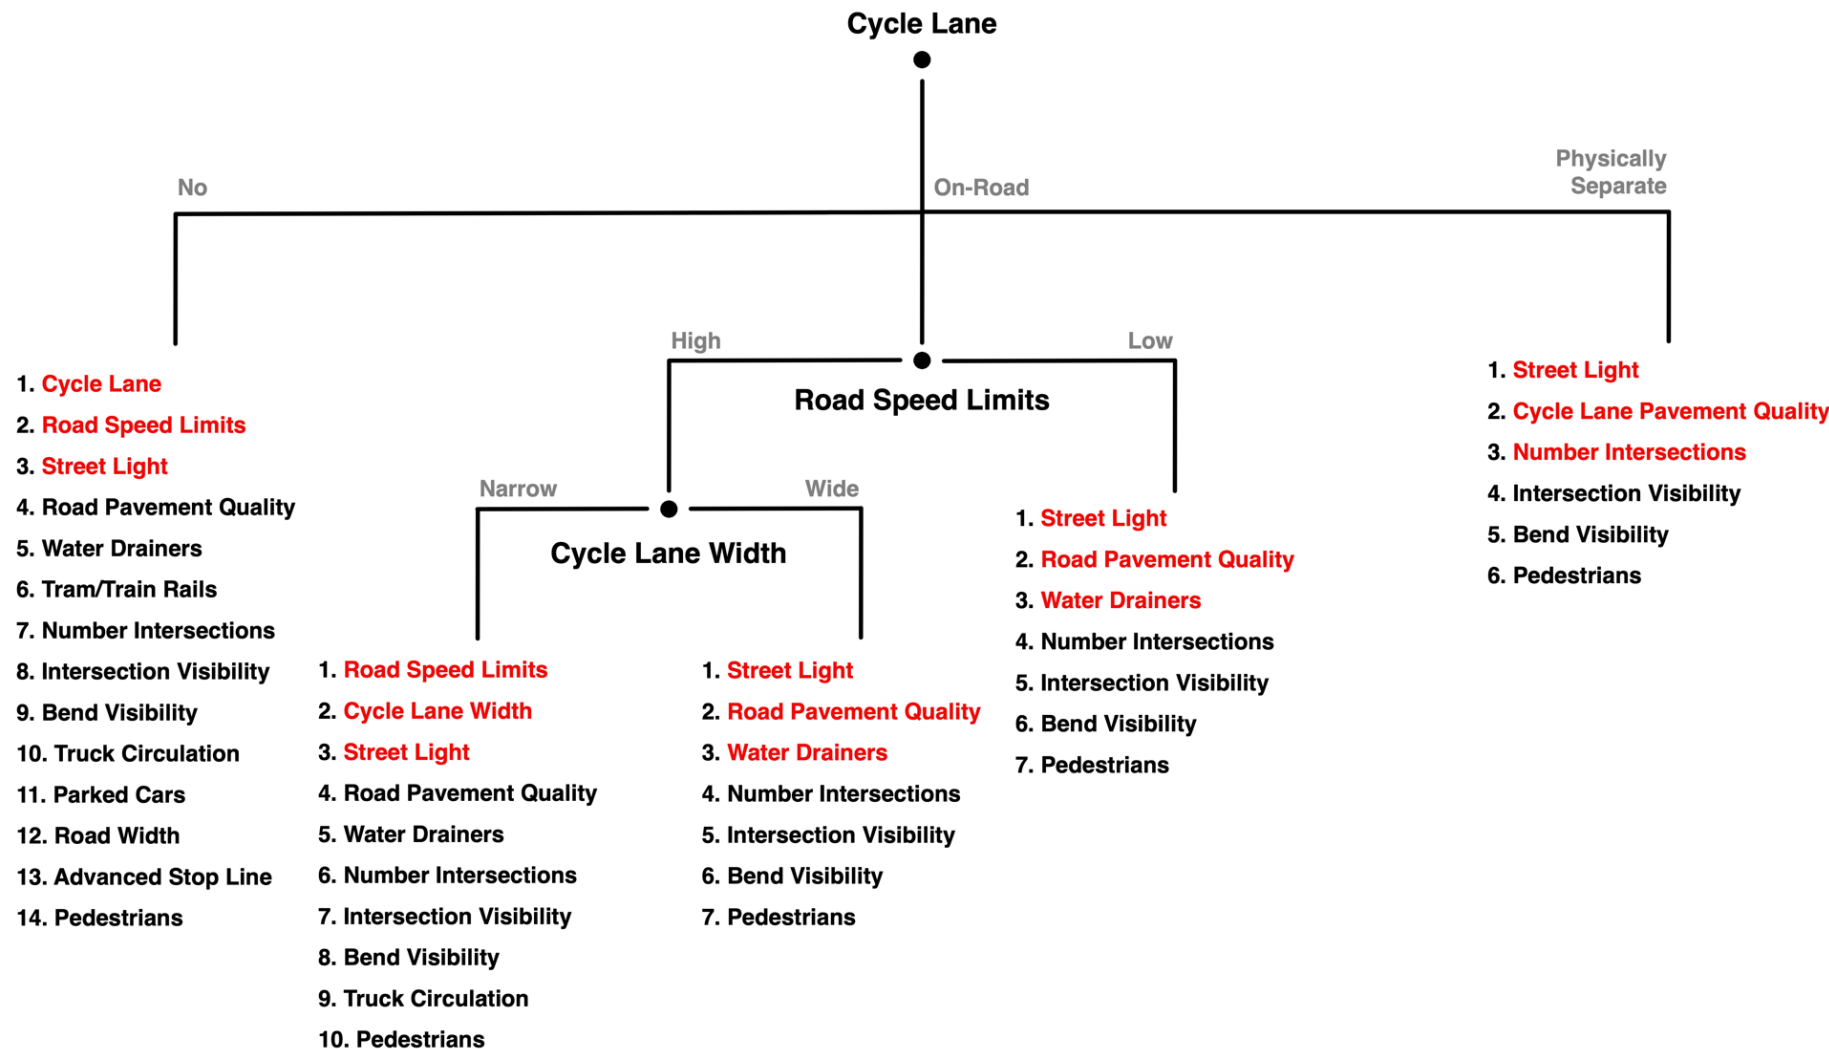 Cycle Lane
No
On-Road
Physically
Separate
High
Low
Road Speed Limits
Narrow
Wide
Cycle Lane Width
1. Cycle Lane
2. Road Speed Limits
3. Street Light
4. Road Pavement Quality
5. Water Drainers
6. Tram/Train Rails
7. Number Intersections
8. Intersection Visibility
9. Bend Visibility
10. Truck Circulation
11. Parked Cars
12. Road Width
13. Advanced Stop Line
14. Pedestrians
1. Road Speed Limits
2. Cycle Lane Width
3. Street Light
4. Road Pavement Quality
5. Water Drainers
6. Number Intersections
7. Intersection Visibility
8. Bend Visibility
9. Truck Circulation
10. Pedestrians
1. Street Light
2. Road Pavement Quality
3. Water Drainers
4. Number Intersections
5. Intersection Visibility
6. Bend Visibility
7. Pedestrians
1. Street Light
2. Road Pavement Quality
3. Water Drainers
4. Number Intersections
5. Intersection Visibility
6. Bend Visibility
7. Pedestrians
1. Street Light
2. Cycle Lane Pavement Quality
3. Number Intersections
4. Intersection Visibility
5. Bend Visibility
6. Pedestrians